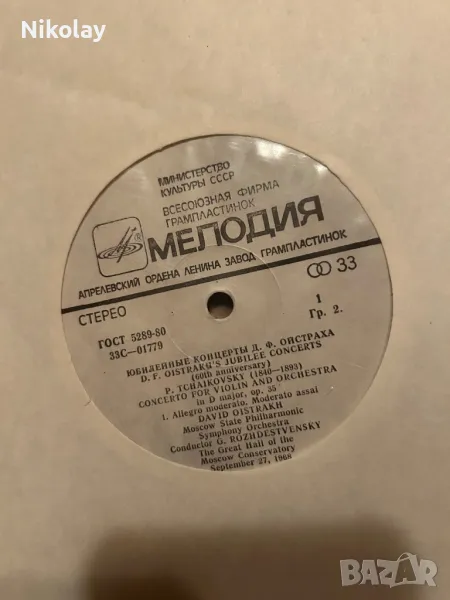 Nikolay
МИНИСТЕРСТВО
КУЛЬТУРЫ СССР
ВСЕСОЮЗНАЯ ФИРМА
ГРАМПЛАСТИНОК
МЕЛОДИЯ
АПРЕЛЕВСКИЙ ОРДЕНА ЛЕНИНА ЗАВОД ГРАМПЛАСТИНОК
СТЕРЕО
33
ГОСТ 5289-80
33С—01779
1
Гр. 2.
ЮБИЛЕЙНЫЕ КОНЦЕРТЫ Д. Ф. ОЙСТРАХА
D. F. OISTRAKH'S JUBILEE CONCERTS
(60th anniversary)
P. TCHAIKOVSKY (1840—1893)
CONCERTO FOR VIOLIN AND ORCHESTRA
in D major, op. 35
1. Allegro moderato. Moderato assai
DAVID OISTRAKH
Moscow State Philharmonic
Symphony Orchestra
Conductor G. ROZHDESTVENSKY
The Great Hall of the
Moscow Conservatory
September 27, 1968
BAZAR